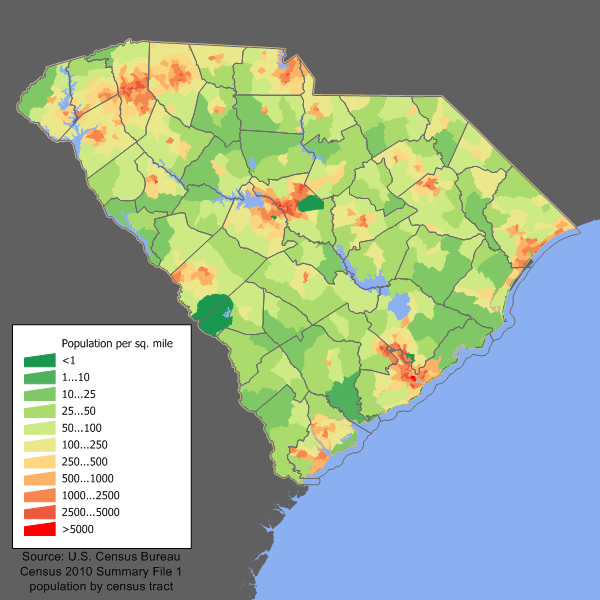 Population per sq. mile
<1
1...10
10...25
25...50
50...100
100...250
250...500
500...1000
1000...2500
2500...5000
>5000
Source: U.S. Census Bureau
Census 2010 Summary File 1
population by census tract